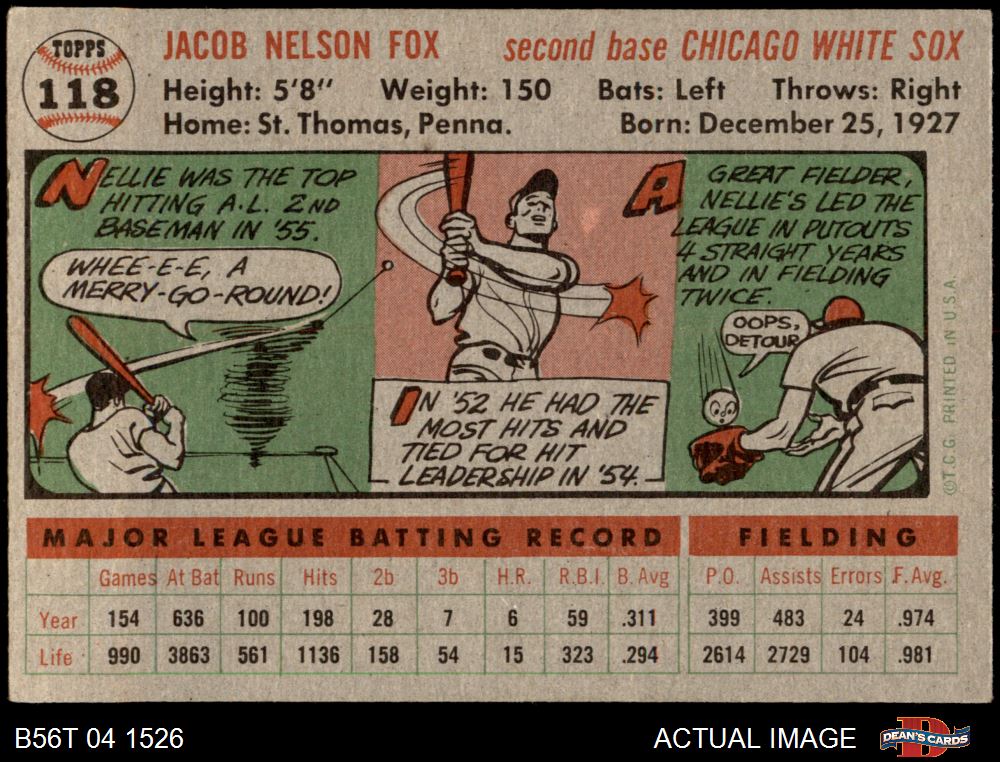 TOPPS
118
JACOB NELSON FOX
second base CHICAGO WHITE SOX
Height: 5'8" Weight: 150 Bats: Left Throws: Right
Home: St. Thomas, Penna. Born: December 25, 1927
NELLIE WAS THE TOP
HITTING A.L. 2ND
BASEMAN IN '55.
WHEE-E-E, A
MERRY-GO-ROUND!
IN '52 HE HAD THE
MOST HITS AND
TIED FOR HIT
LEADERSHIP IN '54.
A GREAT FIELDER,
NELLIE'S LED THE
LEAGUE IN PUTOUTS
4 STRAIGHT YEARS
AND IN FIELDING
TWICE.
OOPS,
DETOUR
©T.C.G. PRINTED IN U.S.A.
MAJOR LEAGUE BATTING RECORD FIELDING
Games At Bat Runs Hits 2b 3b H.R. R.B.I. B. Avg P.O. Assists Errors F. Avg.
Year 154 636 100 198 28 7 6 59 .311 399 483 24 .974
Life 990 3863 561 1136 158 54 15 323 .294 2614 2729 104 .981
B56T 04 1526 ACTUAL IMAGE
D
DEAN'S CARDS